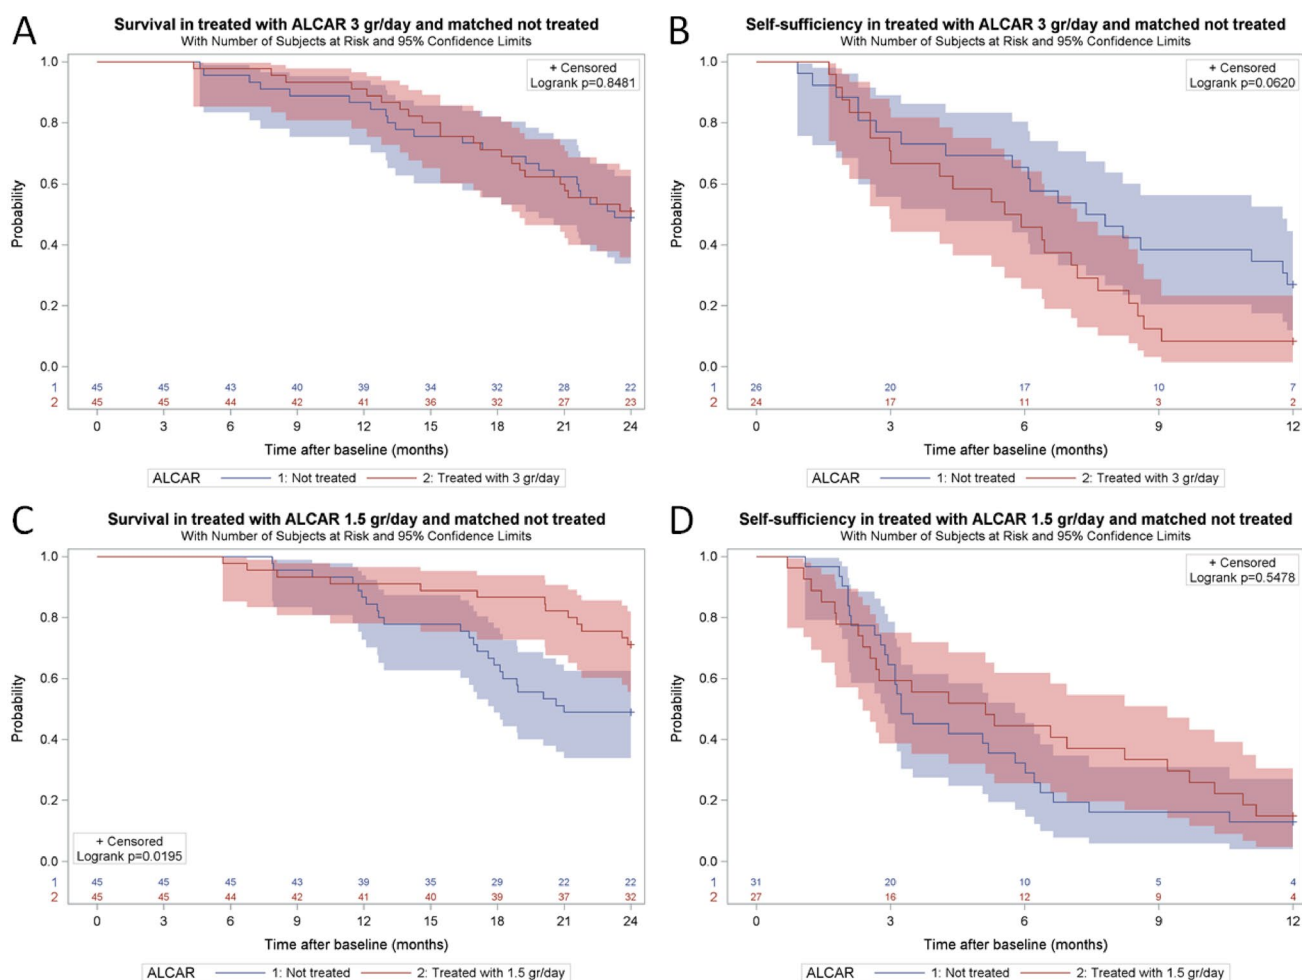 A
Survival in treated with ALCAR 3 gr/day and matched not treated
With Number of Subjects at Risk and 95% Confidence Limits
+ Censored
Logrank p=0.8481
Probability
1.0
0.8
0.6
0.4
0.2
0.0
1 45 45 43 40 39 34 32 28 22
2 45 45 44 42 41 36 32 27 23
0 3 6 9 12 15 18 21 24
Time after baseline (months)
ALCAR 1: Not treated 2: Treated with 3 gr/day
B
Self-sufficiency in treated with ALCAR 3 gr/day and matched not treated
With Number of Subjects at Risk and 95% Confidence Limits
+ Censored
Logrank p=0.0620
Probability
1.0
0.8
0.6
0.4
0.2
0.0
1 26 20 17 10 7
2 24 17 11 3 2
0 3 6 9 12
Time after baseline (months)
ALCAR 1: Not treated 2: Treated with 3 gr/day
C
Survival in treated with ALCAR 1.5 gr/day and matched not treated
With Number of Subjects at Risk and 95% Confidence Limits
Probability
1.0
0.8
0.6
0.4
0.2
0.0
+ Censored
Logrank p=0.0195
1 45 45 45 43 39 35 29 22 22
2 45 45 44 42 41 40 39 37 32
0 3 6 9 12 15 18 21 24
Time after baseline (months)
ALCAR 1: Not treated 2: Treated with 1.5 gr/day
D
Self-sufficiency in treated with ALCAR 1.5 gr/day and matched not treated
With Number of Subjects at Risk and 95% Confidence Limits
+ Censored
Logrank p=0.5478
Probability
1.0
0.8
0.6
0.4
0.2
0.0
1 31 20 10 5 4
2 27 16 12 9 4
0 3 6 9 12
Time after baseline (months)
ALCAR 1: Not treated 2: Treated with 1.5 gr/day